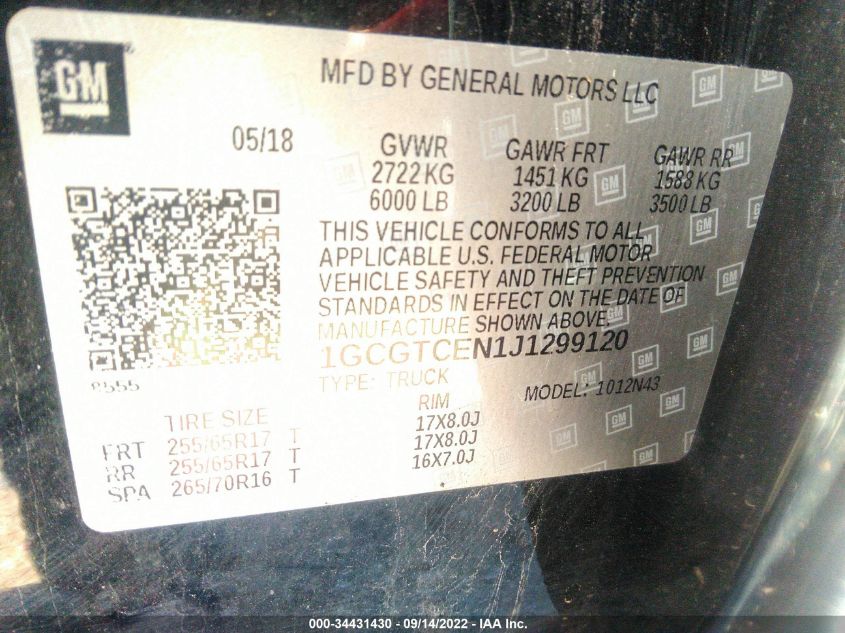 GM
MFD BY GENERAL MOTORS LLC
05/18 GVWR GAWR FRT GAWR RR
2722 KG 1451 KG 1588 KG
6000 LB 3200 LB 3500 LB
THIS VEHICLE CONFORMS TO ALL
APPLICABLE U.S. FEDERAL MOTOR
VEHICLE SAFETY AND THEFT PREVENTION
STANDARDS IN EFFECT ON THE DATE OF
MANUFACTURE SHOWN ABOVE.
1GCGTCEN1J1299120
8555 TYPE: TRUCK MODEL: 1012N43
TIRE SIZE RIM
FRT 255/65R17 T 17X8.0J
RR 255/65R17 T 17X8.0J
SPA 265/70R16 T 16X7.0J
000-34431430 - 09/14/2022 - IAA Inc.